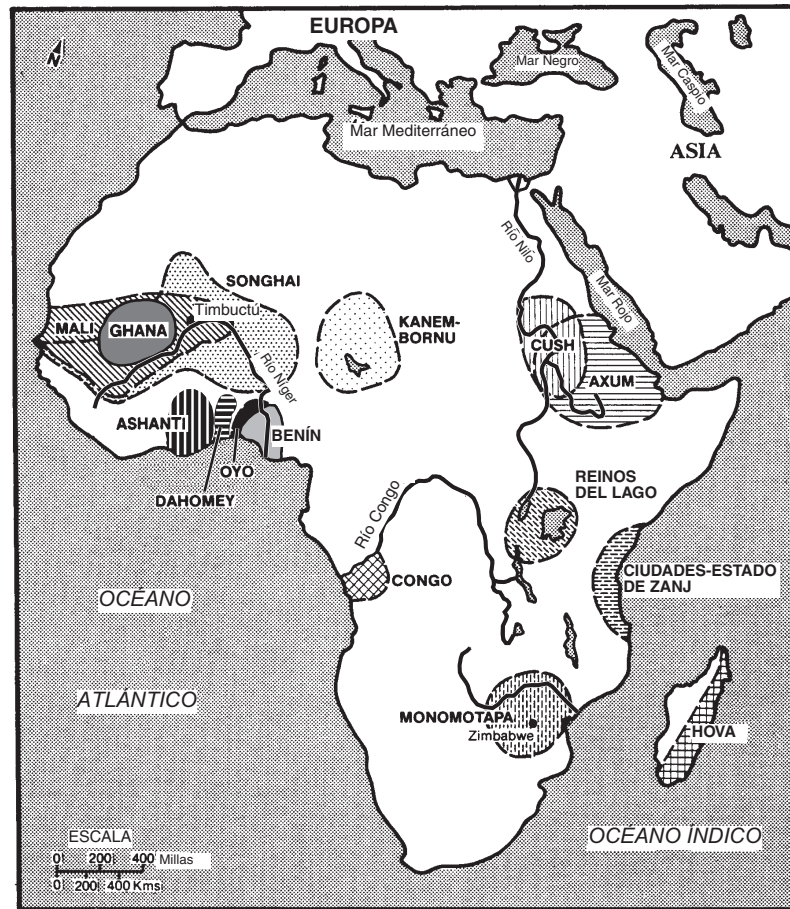 EUROPA
N
Mar Negro
Mar Caspio
Mar Mediterráneo
ASIA
Río Nilo
Mar Rojo
SONGHAI
Timbuctú
MALI
GHANA
KANEM-
BORNU
CUSH
AXUM
Río Niger
ASHANTI
BENÍN
OYO
DAHOMEY
REINOS
DEL LAGO
Río Congo
CONGO
CIUDADES-ESTADO
DE ZANJ
OCÉANO
ATLÁNTICO
MONOMOTAPA
Zimbabwe
HOVA
OCÉANO ÍNDICO
ESCALA
0 200 400 Millas
0 200 400 Kms